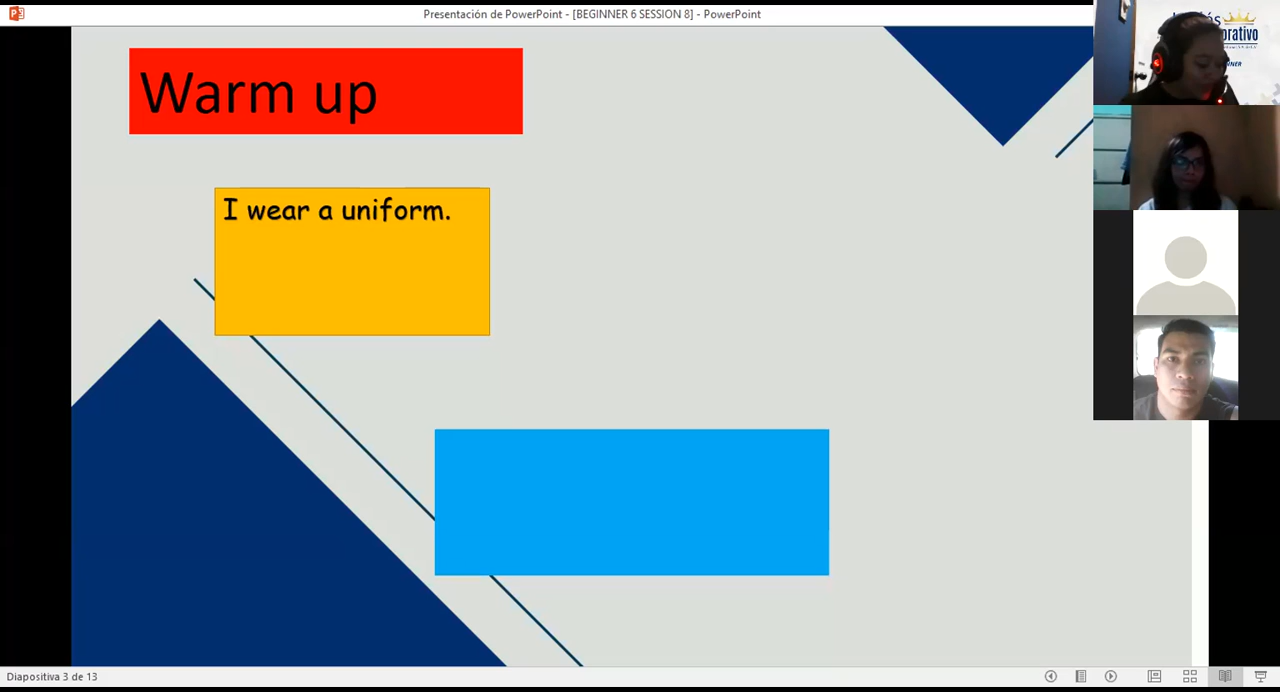 Presentación de PowerPoint - [BEGINNER 6 SESSION 8] - PowerPoint
Warm up
I wear a uniform.
Diapositiva 3 de 13